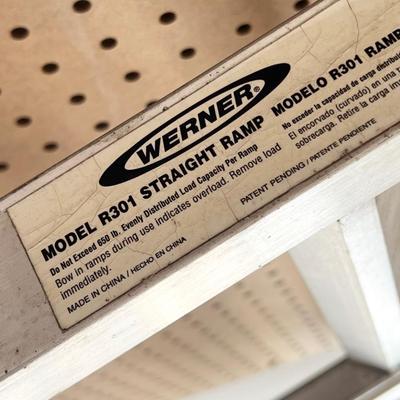 WERNER®
MODEL R301 STRAIGHT RAMP
Do Not Exceed 650 lb. Evenly Distributed Load Capacity Per Ramp
Bow in ramps during use indicates overload. Remove load
immediately.
MADE IN CHINA / HECHO EN CHINA
MODELO R301 RAMP
No exceder la capacidad de carga distribu
El encorvado (curvado) en una
sobrecarga. Retire la carga
PATENT PENDING / PATENTE PENDIENTE